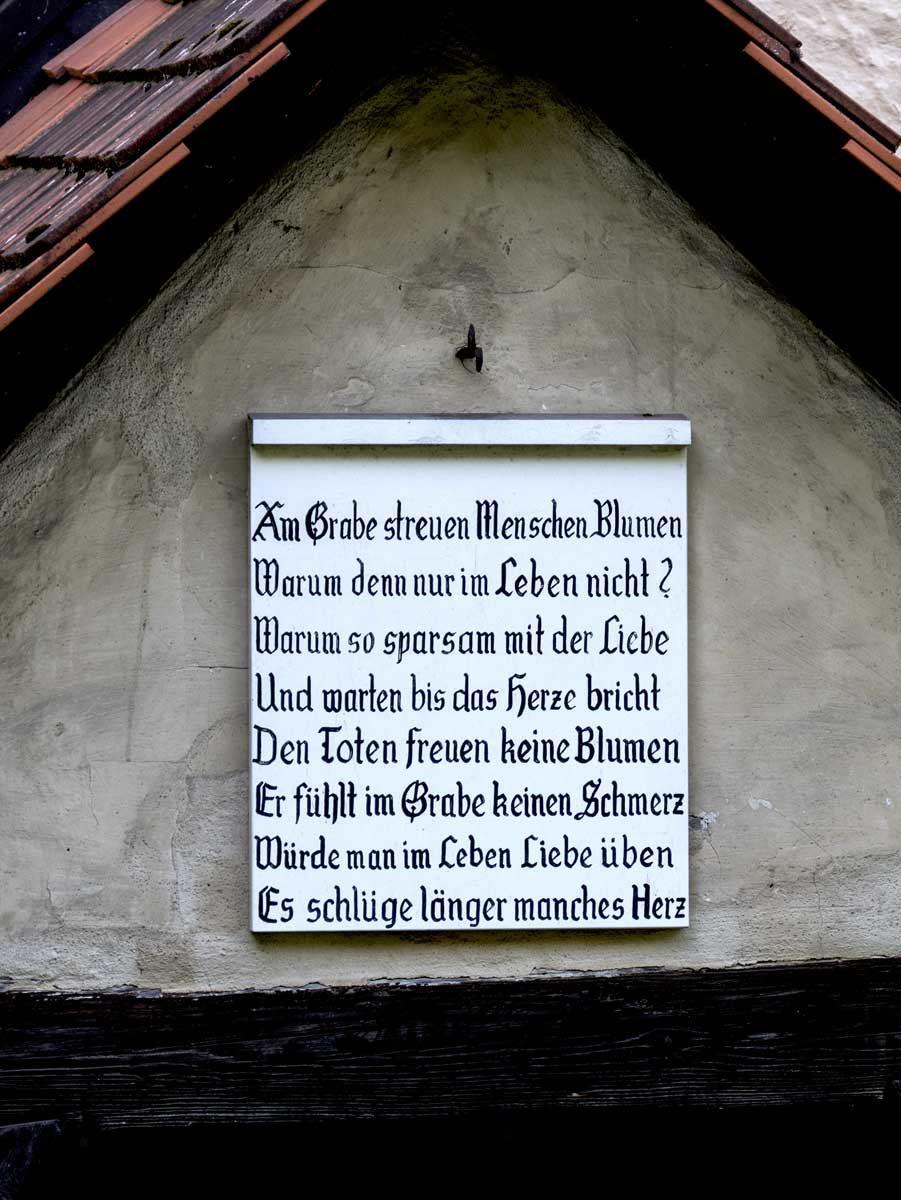 Am Grabe streuen Menschen Blumen
Warum denn nur im Leben nicht?
Warum so sparsam mit der Liebe
Und warten bis das Herze bricht
Den Toten freuen keine Blumen
Er fühlt im Grabe keinen Schmerz
Würde man im Leben Liebe üben
Es schlüge länger manches Herz